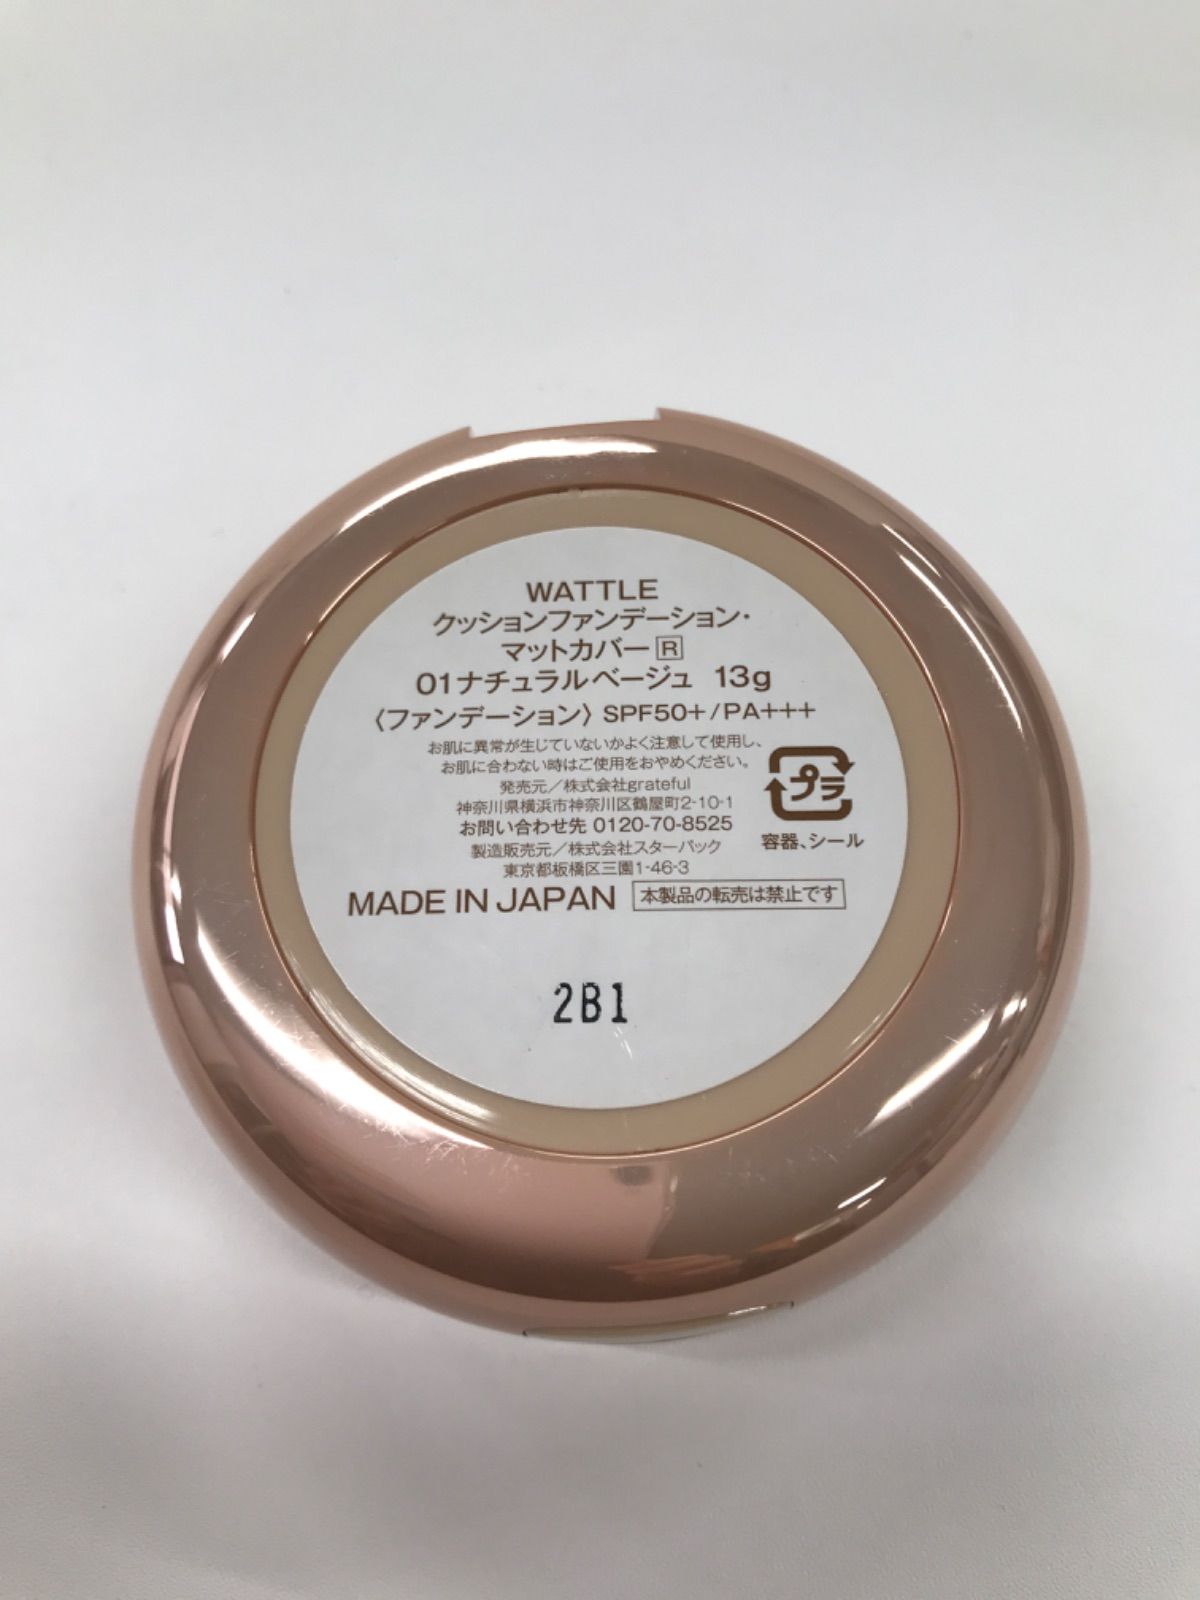 WATTLE
クッションファンデーション・
マットカバー R
01ナチュラルベージュ 13g
〈ファンデーション〉 SPF50+/PA+++
お肌に異常が生じていないかよく注意して使用し、
お肌に合わない時はご使用をおやめください。
発売元／株式会社grateful
神奈川県横浜市神奈川区鶴屋町2-10-1
お問い合わせ先 0120-70-8525
製造販売元／株式会社スターパック
東京都板橋区三園1-46-3
プラ
容器、シール
MADE IN JAPAN 本製品の転売は禁止です
2B1